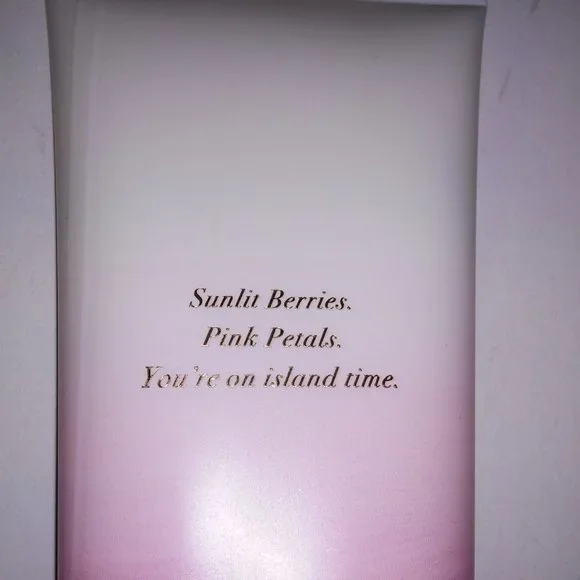 Sunlit Berries.
Pink Petals.
You're on island time.